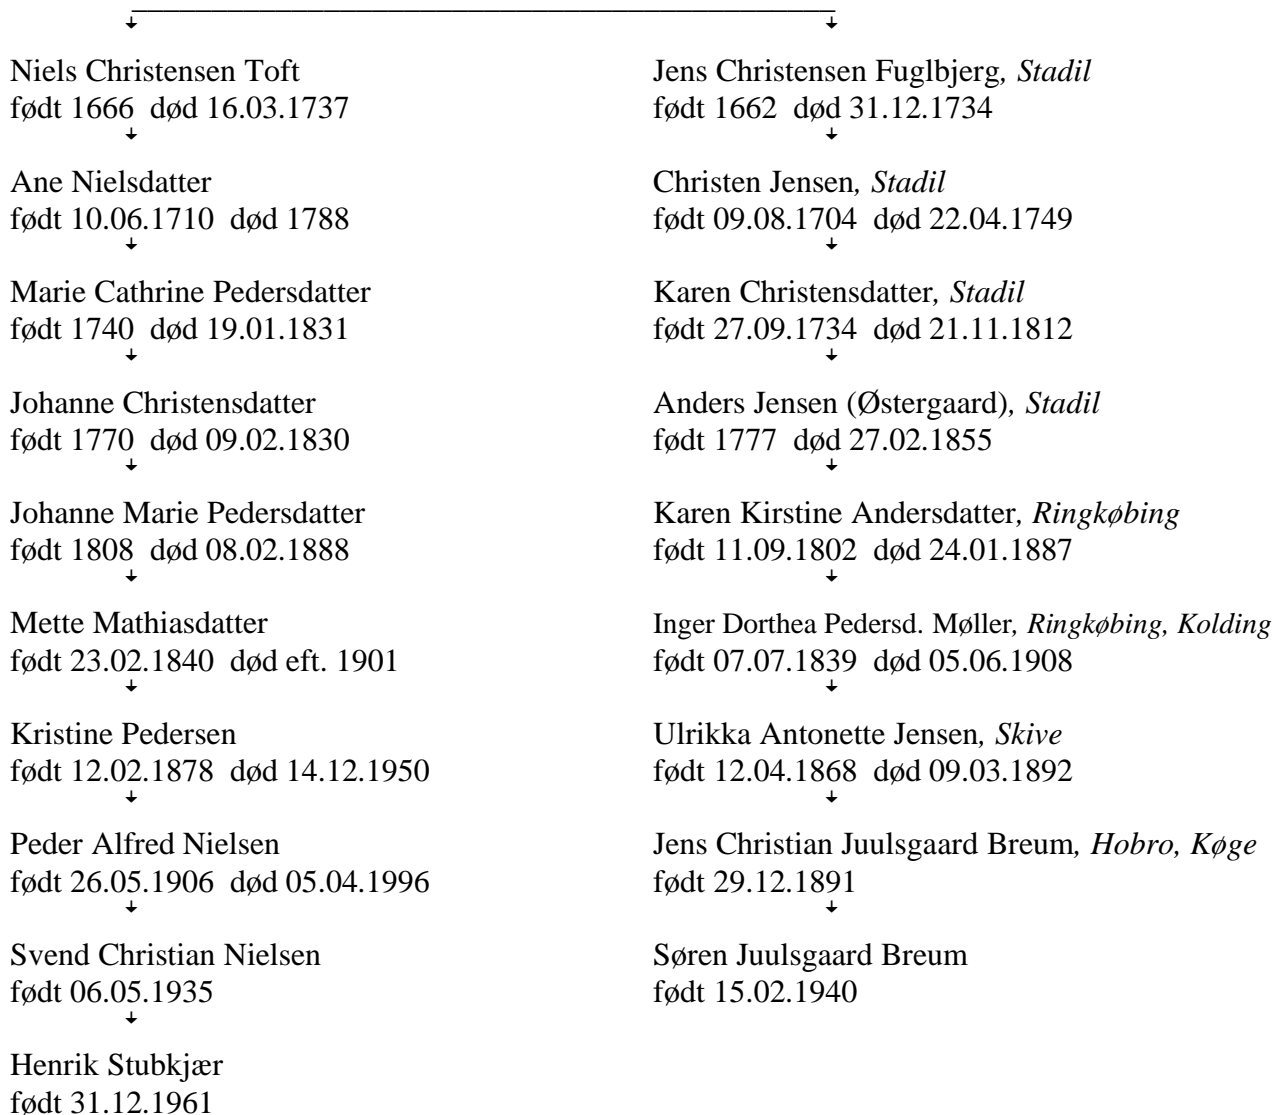 Niels Christensen Toft
født 1666 død 16.03.1737
Ane Nielsdatter
født 10.06.1710 død 1788
Marie Cathrine Pedersdatter
født 1740 død 19.01.1831
Johanne Christensdatter
født 1770 død 09.02.1830
Johanne Marie Pedersdatter
født 1808 død 08.02.1888
Mette Mathiasdatter
født 23.02.1840 død eft. 1901
Kristine Pedersen
født 12.02.1878 død 14.12.1950
Peder Alfred Nielsen
født 26.05.1906 død 05.04.1996
Svend Christian Nielsen
født 06.05.1935
Henrik Stubkjær
født 31.12.1961
Jens Christensen Fuglbjerg, Stadil
født 1662 død 31.12.1734
Christen Jensen, Stadil
født 09.08.1704 død 22.04.1749
Karen Christensdatter, Stadil
født 27.09.1734 død 21.11.1812
Anders Jensen (Østergaard), Stadil
født 1777 død 27.02.1855
Karen Kirstine Andersdatter, Ringkøbing
født 11.09.1802 død 24.01.1887
Inger Dorthea Pedersd. Møller, Ringkøbing, Kolding
født 07.07.1839 død 05.06.1908
Ulrikka Antonette Jensen, Skive
født 12.04.1868 død 09.03.1892
Jens Christian Juulsgaard Breum, Hobro, Køge
født 29.12.1891
Søren Juulsgaard Breum
født 15.02.1940